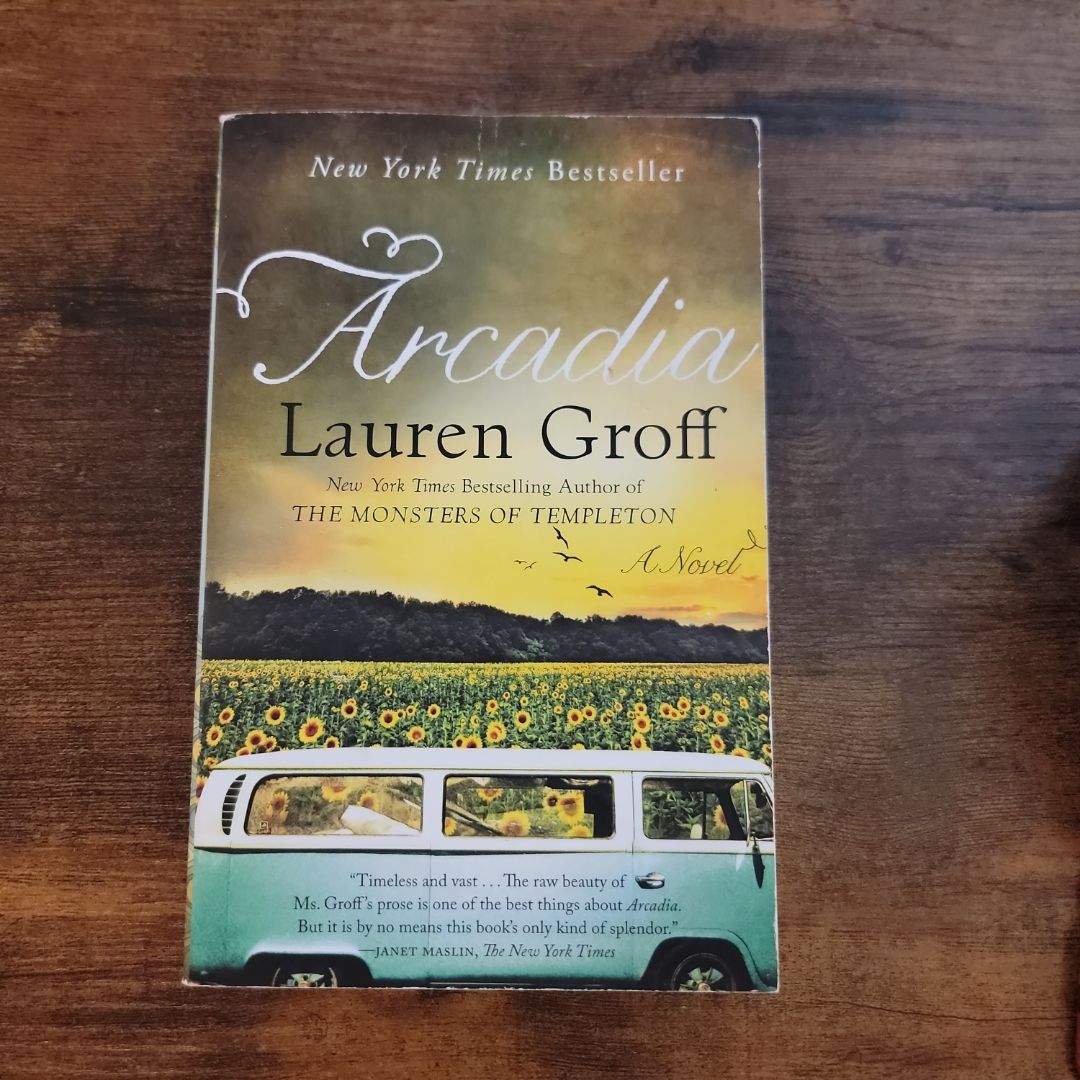 New York Times Bestseller
Arcadia
Lauren Groff
New York Times Bestselling Author of
THE MONSTERS OF TEMPLETON
A Novel
“Timeless and vast . . . The raw beauty of
Ms. Groff’s prose is one of the best things about Arcadia.
But it is by no means this book’s only kind of splendor.”
—JANET MASLIN, The New York Times